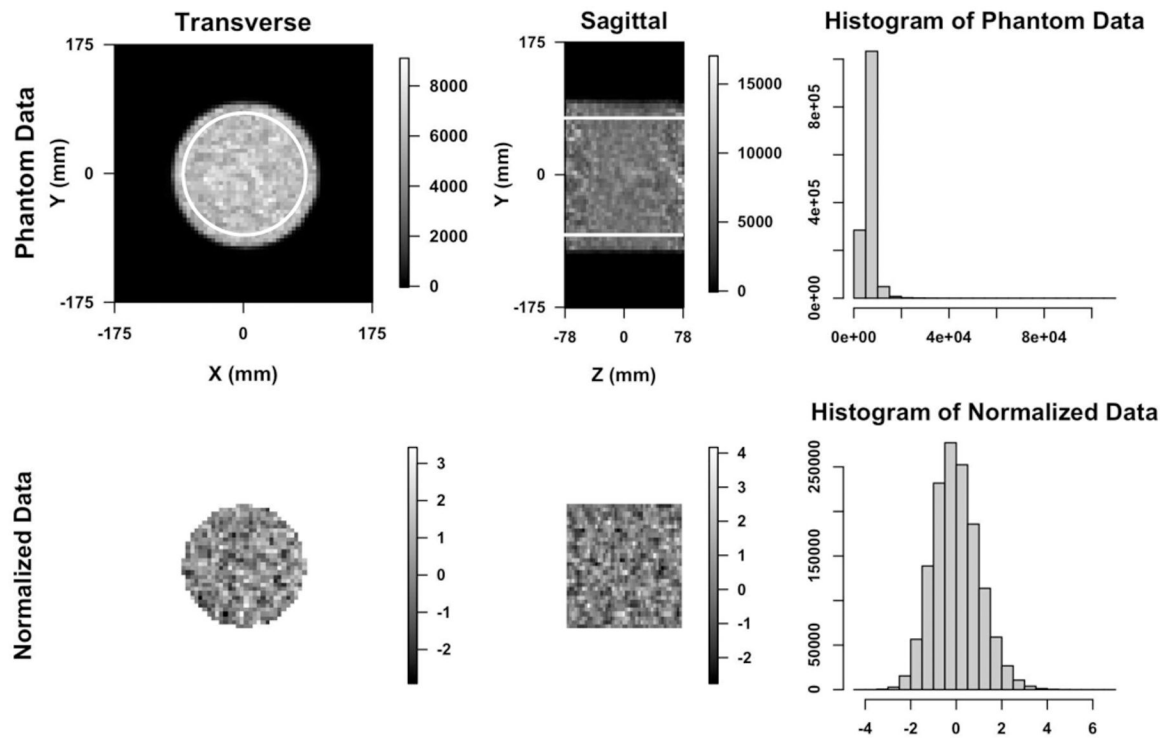 Transverse
Sagittal
Histogram of Phantom Data
Phantom Data
Y (mm)
175
0
-175
-175
0
175
X (mm)
8000
6000
4000
2000
0
Y (mm)
175
0
-175
-78
0
78
Z (mm)
15000
10000
5000
0
8e+05
4e+05
0e+00
0e+00
4e+04
8e+04
Histogram of Normalized Data
Normalized Data
3
2
1
0
-1
-2
4
3
2
1
0
-1
-2
250000
150000
50000
0
-4
-2
0
2
4
6